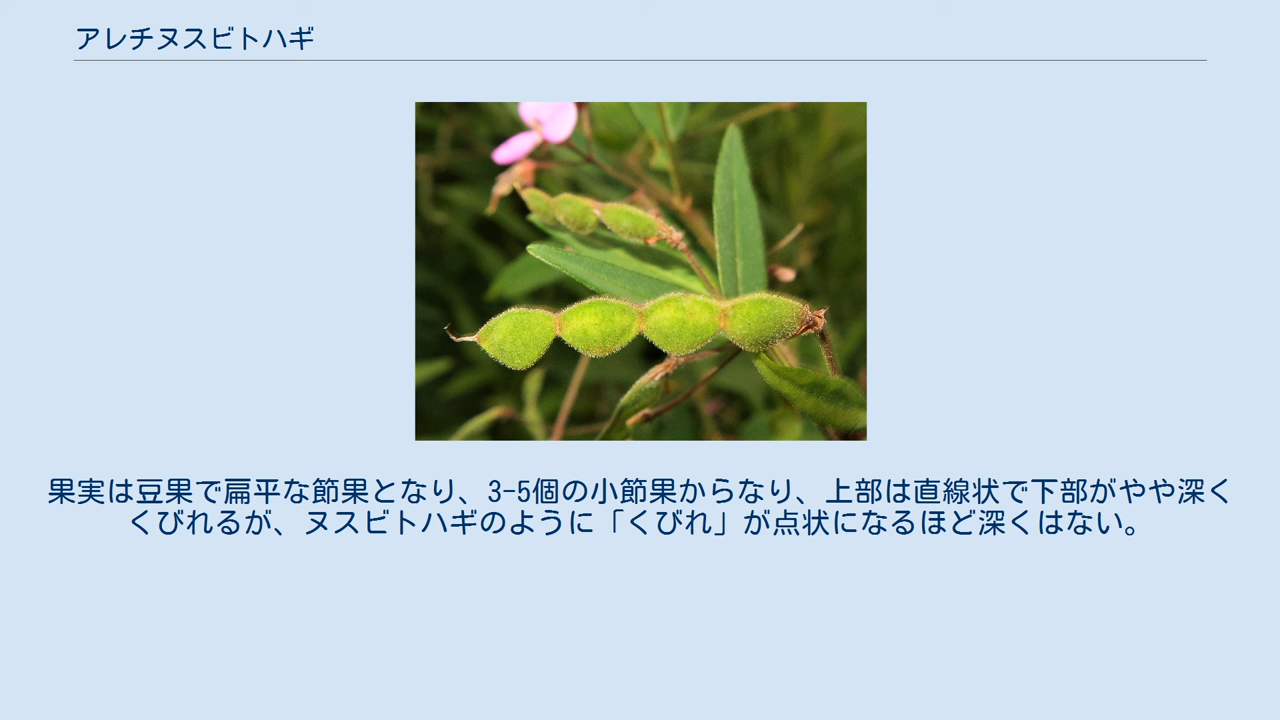 アレチヌスビトハギ
果実は豆果で扁平な節果となり、3-5個の小節果からなり、上部は直線状で下部がやや深く
くびれるが、ヌスビトハギのように「くびれ」が点状になるほど深くはない。